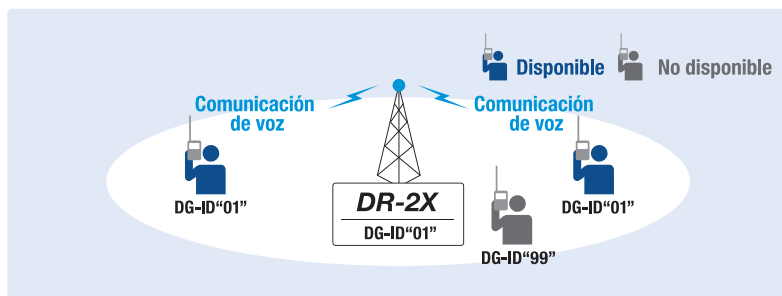 Disponible
No disponible
Comunicación
de voz
Comunicación
de voz
DG-ID“01”
DR-2X
DG-ID“01”
DG-ID“01”
DG-ID“99”